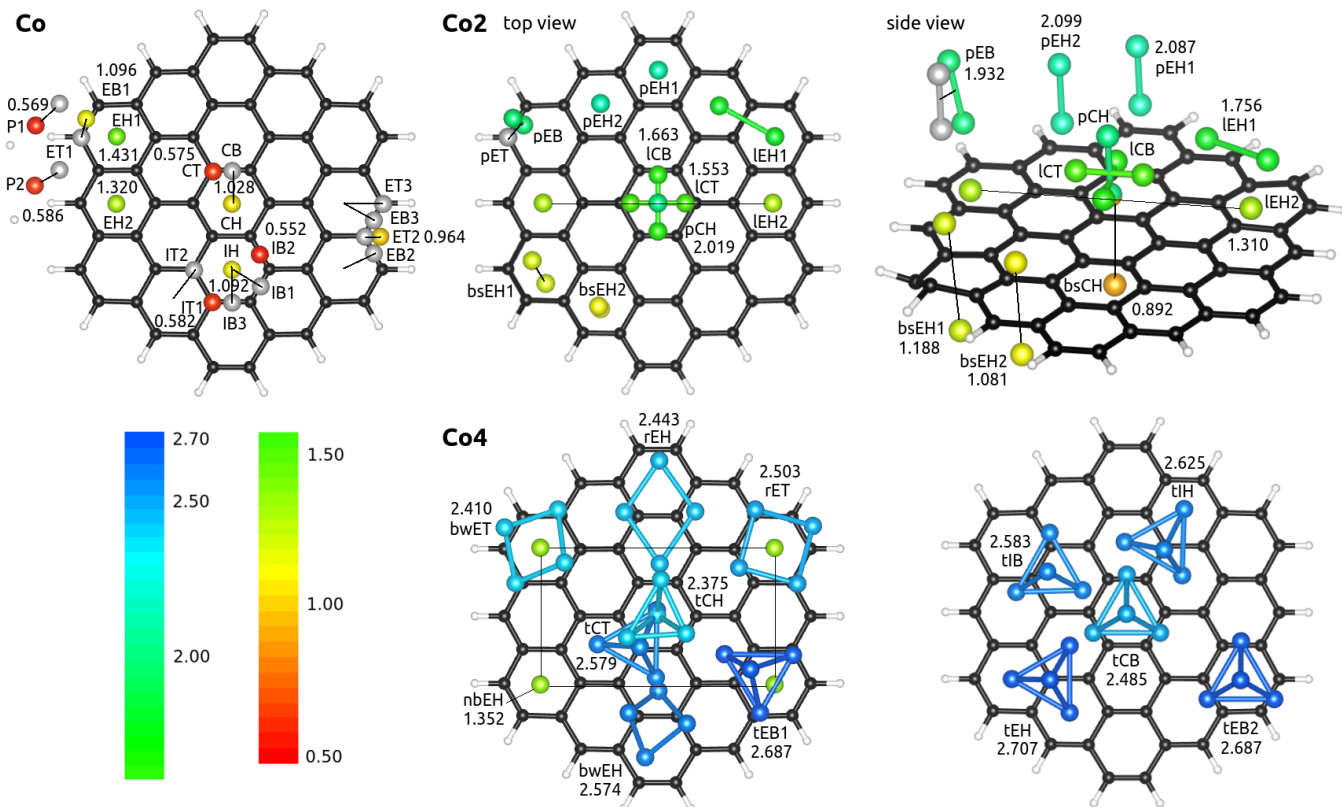 Co
1.096
EB1
0.569
P1
EH1
ET1
1.431
0.575
CB
CT
P2
1.320
1.028
ET3
0.586
EH2
CH
EB3
0.552
ET2 0.964
IT2
IH
IB2
EB2
1.092
IB1
IT1
0.582
IB3
Co2 top view
pEH1
pEH2
pEB
pET
1.663
lCB
lEH1
1.553
lCT
pCH
2.019
lEH2
bsEH1
bsEH2
side view
2.099
pEH2
pEB
1.932
2.087
pEH1
pCH
1.756
lEH1
lCB
lCT
lEH2
1.310
bsCH
0.892
bsEH1
1.188
bsEH2
1.081
2.70
2.50
2.00
1.50
1.00
0.50
Co4
2.443
rEH
2.503
rET
2.410
bwET
2.375
tCH
tCT
2.579
nbEH
1.352
tEB1
2.687
bwEH
2.574
2.625
tIH
2.583
tIB
tCB
2.485
tEH
2.707
tEB2
2.687